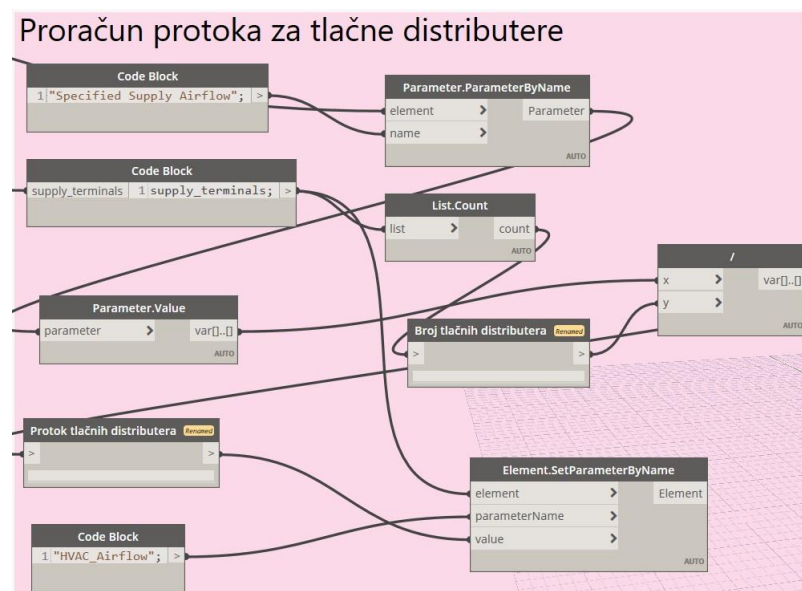 Proračun protoka za tlačne distributere
Code Block
1 "Specified Supply Airflow"; >
Parameter.ParameterByName
element > Parameter
name >
AUTO
Code Block
supply_terminals 1 supply_terminals; >
List.Count
list > count
AUTO
/
x > var[]..[]
y >
AUTO
Parameter.Value
parameter > var[]..[]
AUTO
Broj tlačnih distributera Renamed
> >
Protok tlačnih distributera Renamed
> >
Element.SetParameterByName
element > Element
parameterName >
value >
AUTO
Code Block
1 "HVAC_Airflow"; >